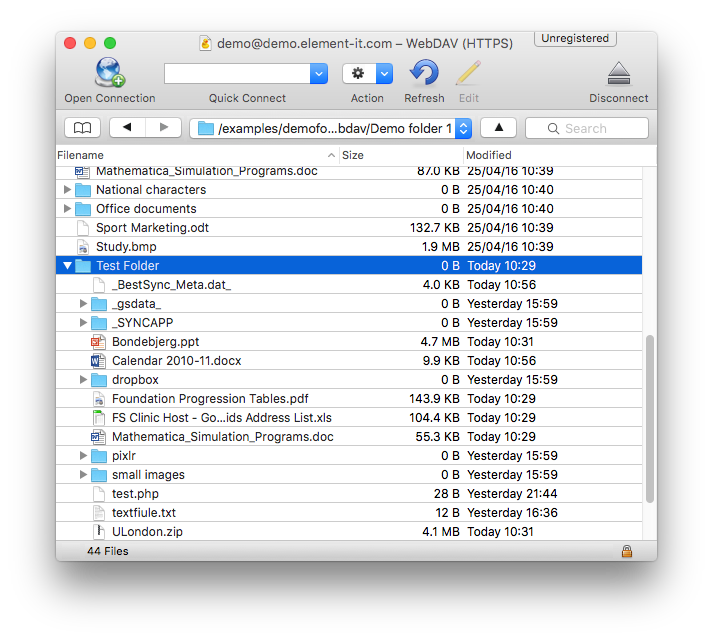 demo@demo.element-it.com – WebDAV (HTTPS)
Unregistered
Open Connection
Quick Connect
Action
Refresh
Edit
Disconnect
/examples/demofo...bdav/Demo folder 1
Search
Filename Size Modified
Mathematica_Simulation_Programs.doc 87.0 KB 25/04/16 10:39
National characters 0 B 25/04/16 10:40
Office documents 0 B 25/04/16 10:40
Sport Marketing.odt 132.7 KB 25/04/16 10:39
Study.bmp 1.9 MB 25/04/16 10:39
Test Folder 0 B Today 10:29
_BestSync_Meta.dat_ 4.0 KB Today 10:56
_gsdata_ 0 B Yesterday 15:59
_SYNCAPP 0 B Yesterday 15:59
Bondebjerg.ppt 4.7 MB Today 10:31
Calendar 2010-11.docx 9.9 KB Today 10:56
dropbox 0 B Yesterday 15:59
Foundation Progression Tables.pdf 143.9 KB Today 10:29
FS Clinic Host - Go...ids Address List.xls 104.4 KB Today 10:29
Mathematica_Simulation_Programs.doc 55.3 KB Today 10:29
pixlr 0 B Yesterday 15:59
small images 0 B Yesterday 15:59
test.php 28 B Yesterday 21:44
textfiule.txt 12 B Yesterday 16:36
ULondon.zip 4.1 MB Today 10:31
44 Files